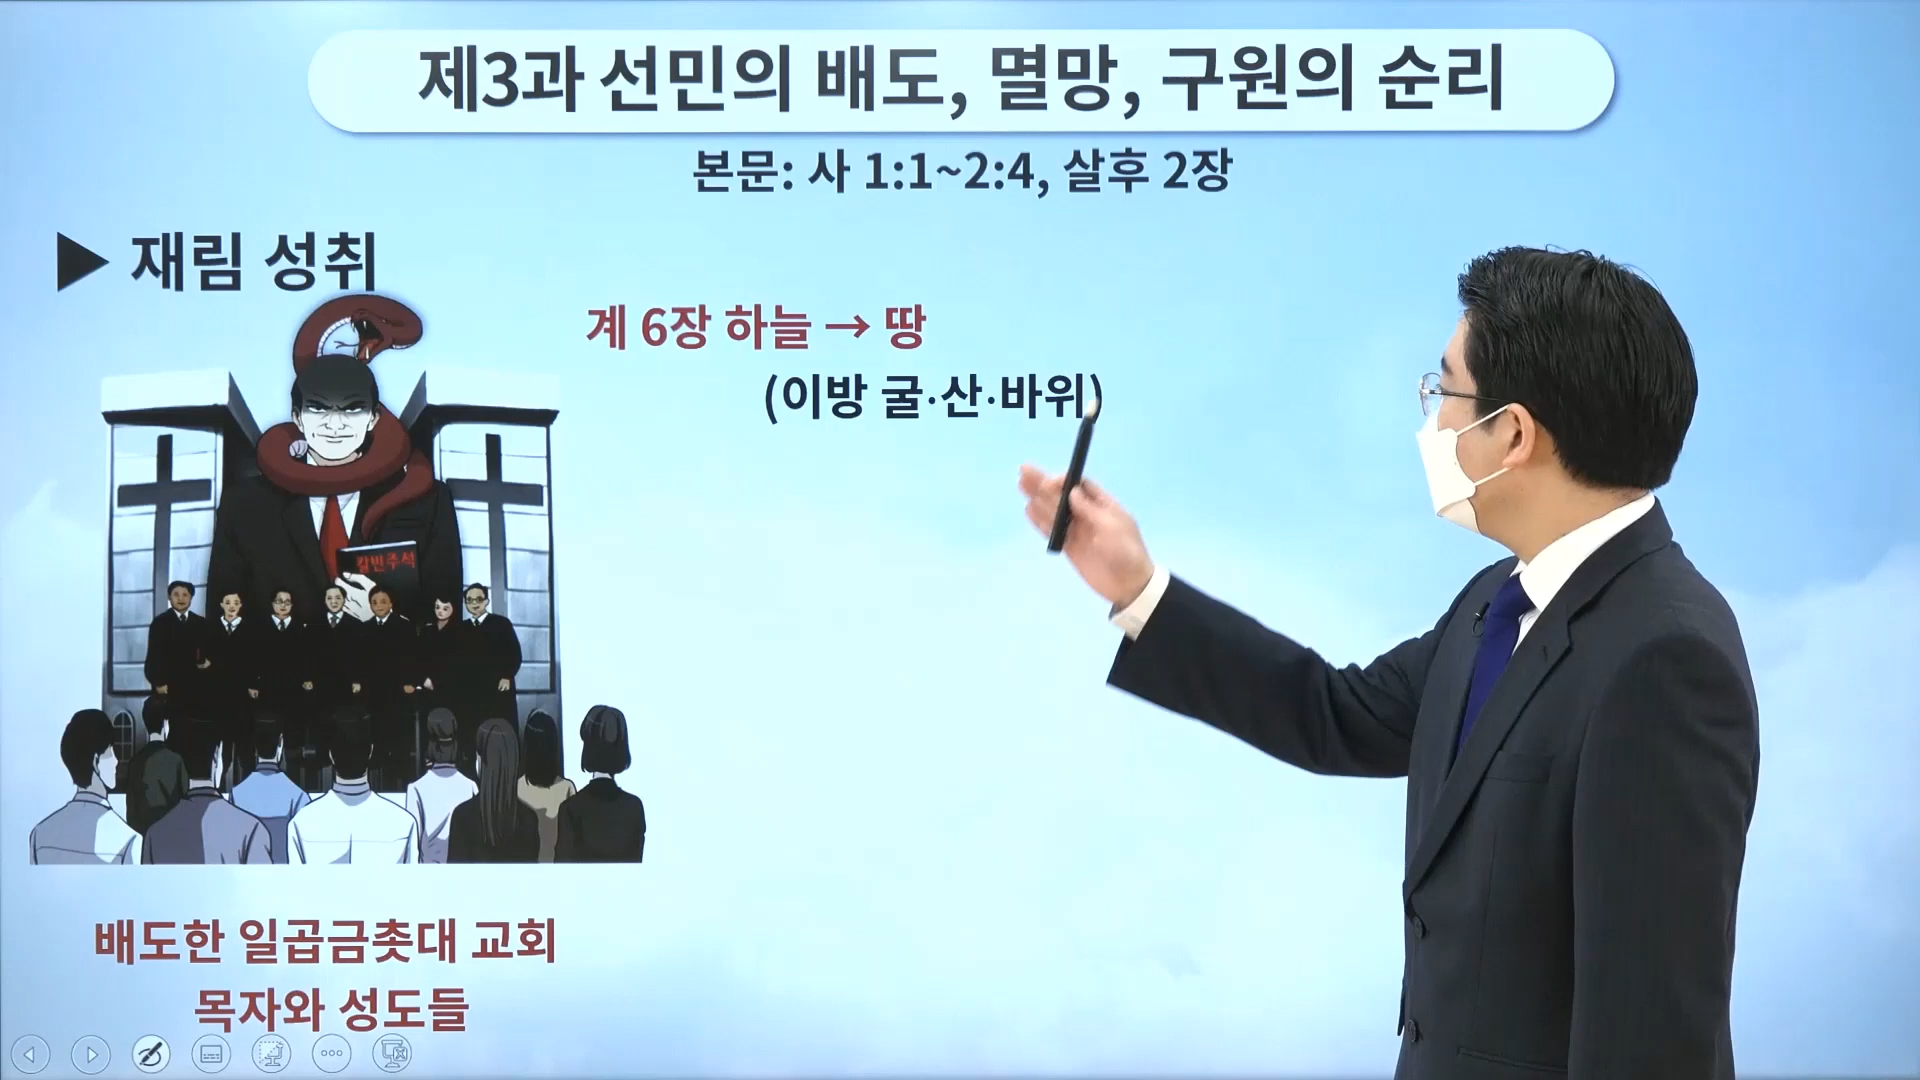 제3과 선민의 배도, 멸망, 구원의 순리
본문: 사 1:1~2:4, 살후 2장
▶ 재림 성취
계 6장 하늘 → 땅
(이방 굴·산·바위)
칼빈주석
배도한 일곱금촛대 교회
목자와 성도들